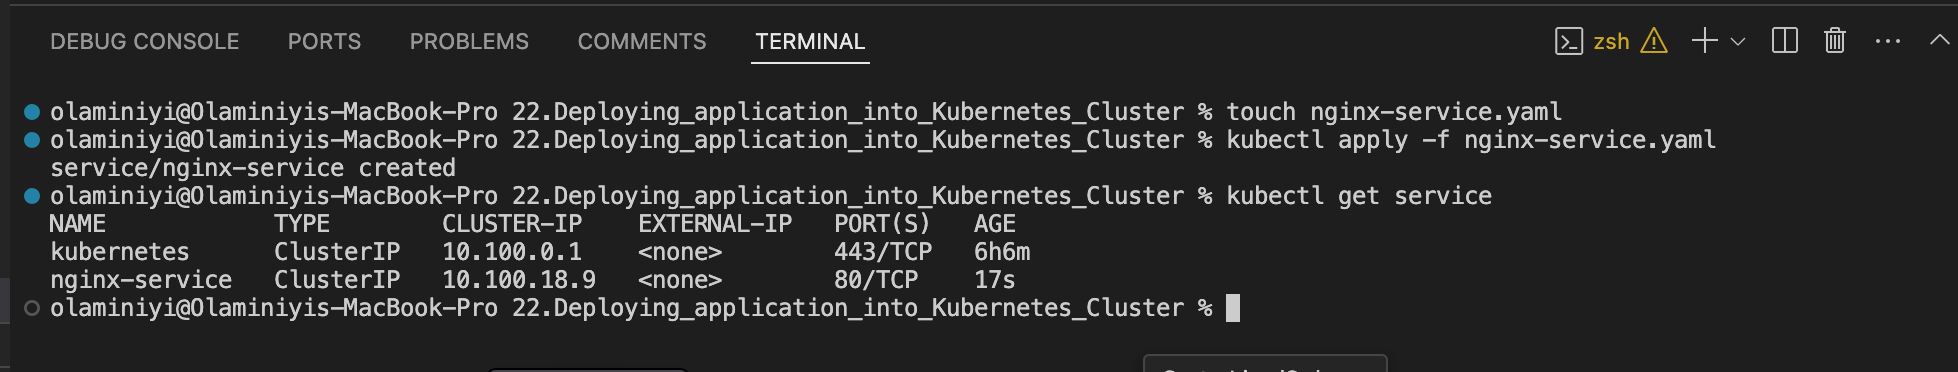 DEBUG CONSOLE PORTS PROBLEMS COMMENTS TERMINAL zsh
olaminiyi@Olaminiyis-MacBook-Pro 22.Deploying_application_into_Kubernetes_Cluster % touch nginx-service.yaml
olaminiyi@Olaminiyis-MacBook-Pro 22.Deploying_application_into_Kubernetes_Cluster % kubectl apply -f nginx-service.yaml
service/nginx-service created
olaminiyi@Olaminiyis-MacBook-Pro 22.Deploying_application_into_Kubernetes_Cluster % kubectl get service
NAME TYPE CLUSTER-IP EXTERNAL-IP PORT(S) AGE
kubernetes ClusterIP 10.100.0.1 <none> 443/TCP 6h6m
nginx-service ClusterIP 10.100.18.9 <none> 80/TCP 17s
olaminiyi@Olaminiyis-MacBook-Pro 22.Deploying_application_into_Kubernetes_Cluster %